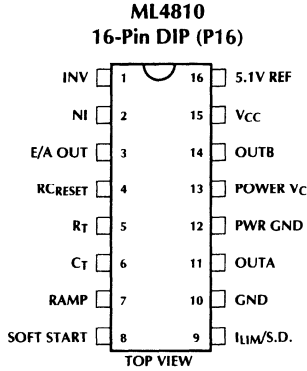 ML4810
16-Pin DIP (P16)
INV 1 16 5.1V REF
NI 2 15 VCC
E/A OUT 3 14 OUTB
RCRESET 4 13 POWER VC
RT 5 12 PWR GND
CT 6 11 OUTA
RAMP 7 10 GND
SOFT START 8 9 ILIM/S.D.
TOP VIEW